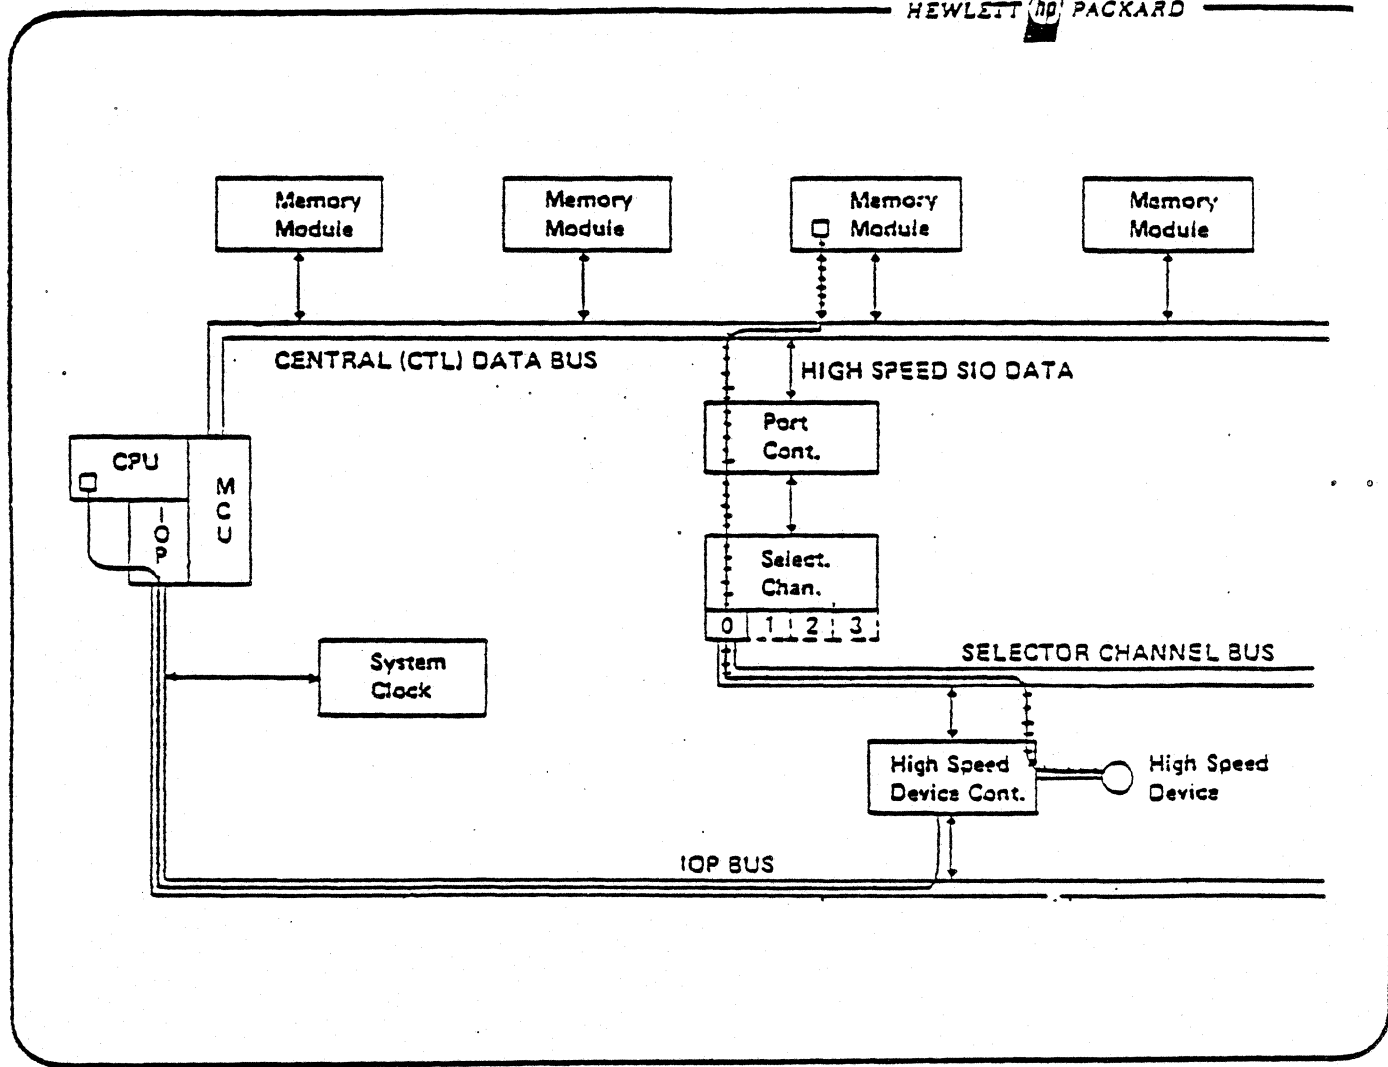 HEWLETT hp PACKARD
Memory
Module
Memory
Module
Memory
Module
Memory
Module
CENTRAL (CTL) DATA BUS
HIGH SPEED SIO DATA
Port
Cont.
CPU
MCU
IOP
Select.
Chan.
0 1 2 3
System
Clock
SELECTOR CHANNEL BUS
High Speed
Device Cont.
High Speed
Device
IOP BUS